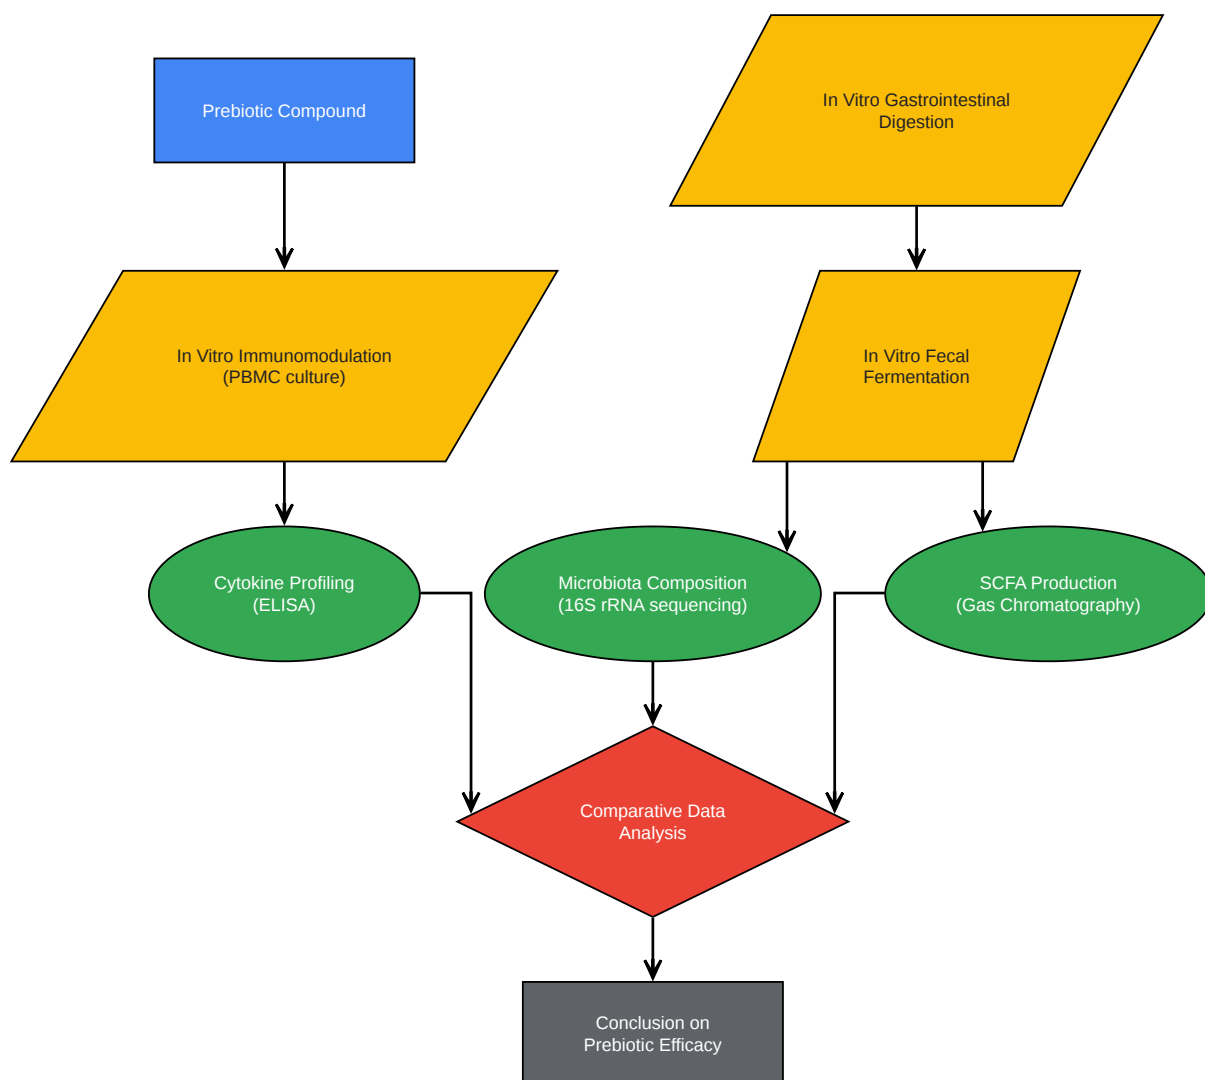 Prebiotic Compound
In Vitro Gastrointestinal
Digestion
In Vitro Immunomodulation
(PBMC culture)
In Vitro Fecal
Fermentation
Cytokine Profiling
(ELISA)
Microbiota Composition
(16S rRNA sequencing)
SCFA Production
(Gas Chromatography)
Comparative Data
Analysis
Conclusion on
Prebiotic Efficacy